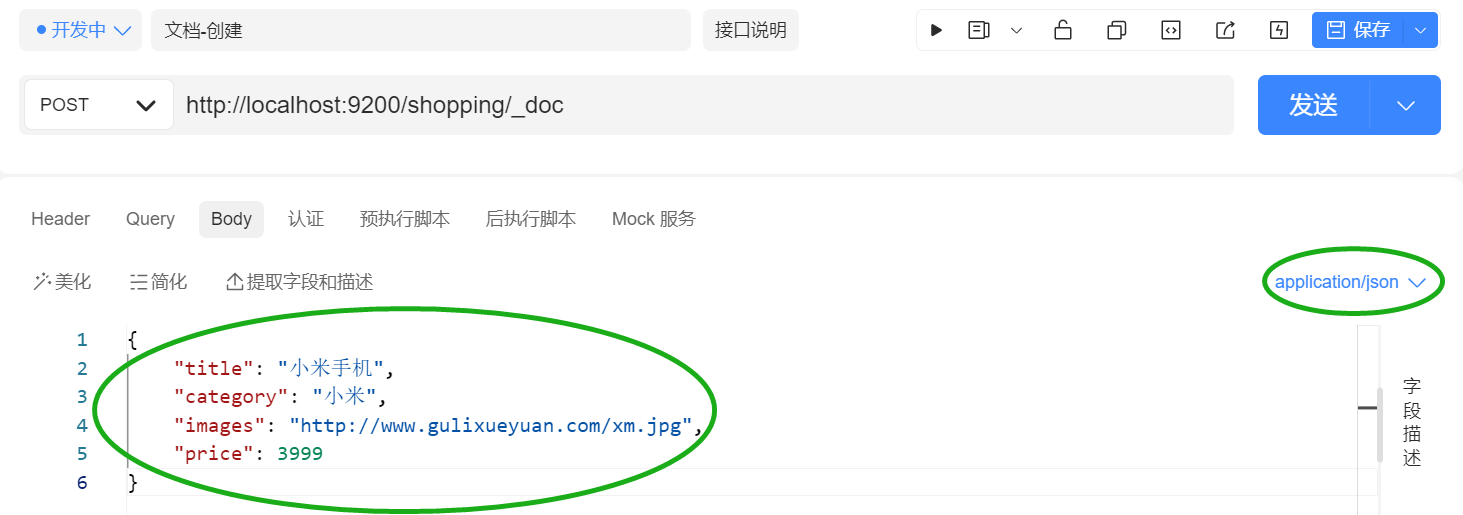 开发中 文档-创建 接口说明 保存
POST http://localhost:9200/shopping/_doc 发送
Header Query Body 认证 预执行脚本 后执行脚本 Mock 服务
美化 简化 提取字段和描述 application/json
1 {
2 "title": "小米手机",
3 "category": "小米",
4 "images": "http://www.gulixueyuan.com/xm.jpg",
5 "price": 3999
6 }
字段描述